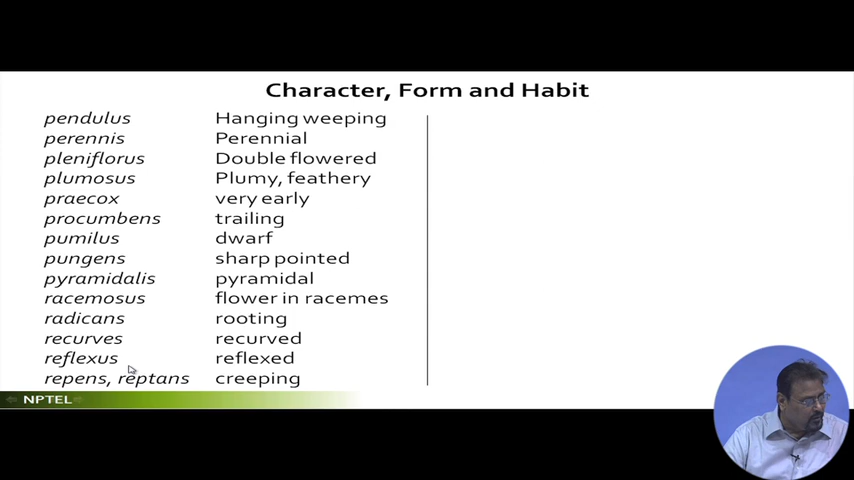 Character, Form and Habit
pendulus Hanging weeping
perennis Perennial
pleniflorus Double flowered
plumosus Plumy, feathery
praecox very early
procumbens trailing
pumilus dwarf
pungens sharp pointed
pyramidalis pyramidal
racemosus flower in racemes
radicans rooting
recurves recurved
reflexus reflexed
repens, reptans creeping
NPTEL